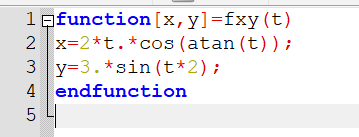 1 function[x,y]=fxy(t)
2 x=2*t.*cos(atan(t));
3 y=3.*sin(t*2);
4 endfunction
5